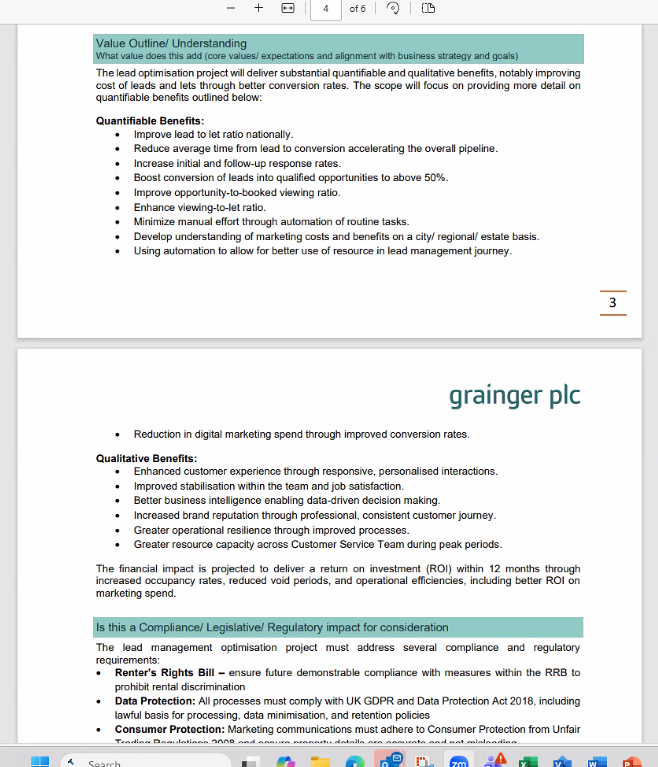 4 of 6
Value Outline/ Understanding
What value does this add (core values/ expectations and alignment with business strategy and goals)
The lead optimisation project will deliver substantial quantifiable and qualitative benefits, notably improving
cost of leads and lets through better conversion rates. The scope will focus on providing more detail on
quantifiable benefits outlined below:
Quantifiable Benefits:
• Improve lead to let ratio nationally.
• Reduce average time from lead to conversion accelerating the overall pipeline.
• Increase initial and follow-up response rates.
• Boost conversion of leads into qualified opportunities to above 50%.
• Improve opportunity-to-booked viewing ratio.
• Enhance viewing-to-let ratio.
• Minimize manual effort through automation of routine tasks.
• Develop understanding of marketing costs and benefits on a city/ regional/ estate basis.
• Using automation to allow for better use of resource in lead management journey.
3
grainger plc
• Reduction in digital marketing spend through improved conversion rates.
Qualitative Benefits:
• Enhanced customer experience through responsive, personalised interactions.
• Improved stabilisation within the team and job satisfaction.
• Better business intelligence enabling data-driven decision making.
• Increased brand reputation through professional, consistent customer journey.
• Greater operational resilience through improved processes.
• Greater resource capacity across Customer Service Team during peak periods.
The financial impact is projected to deliver a return on investment (ROI) within 12 months through
increased occupancy rates, reduced void periods, and operational efficiencies, including better ROI on
marketing spend.
Is this a Compliance/ Legislative/ Regulatory impact for consideration
The lead management optimisation project must address several compliance and regulatory
requirements:
• Renter's Rights Bill – ensure future demonstrable compliance with measures within the RRB to
prohibit rental discrimination
• Data Protection: All processes must comply with UK GDPR and Data Protection Act 2018, including
lawful basis for processing, data minimisation, and retention policies
• Consumer Protection: Marketing communications must adhere to Consumer Protection from Unfair
Trading Regulations 2008 and ensure property details are accurate and not misleading
Search
zm